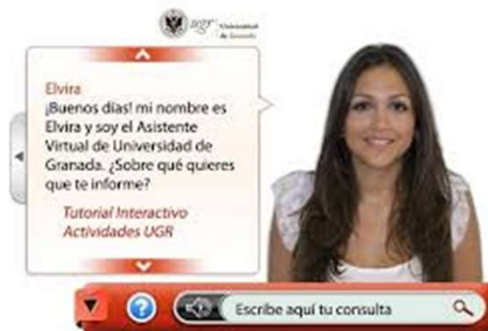 ugr Universidad
de Granada
Elvira
¡Buenos días! mi nombre es
Elvira y soy el Asistente
Virtual de Universidad de
Granada. ¿Sobre qué quieres
que te informe?
Tutorial Interactivo
Actividades UGR
?
Escribe aquí tu consulta